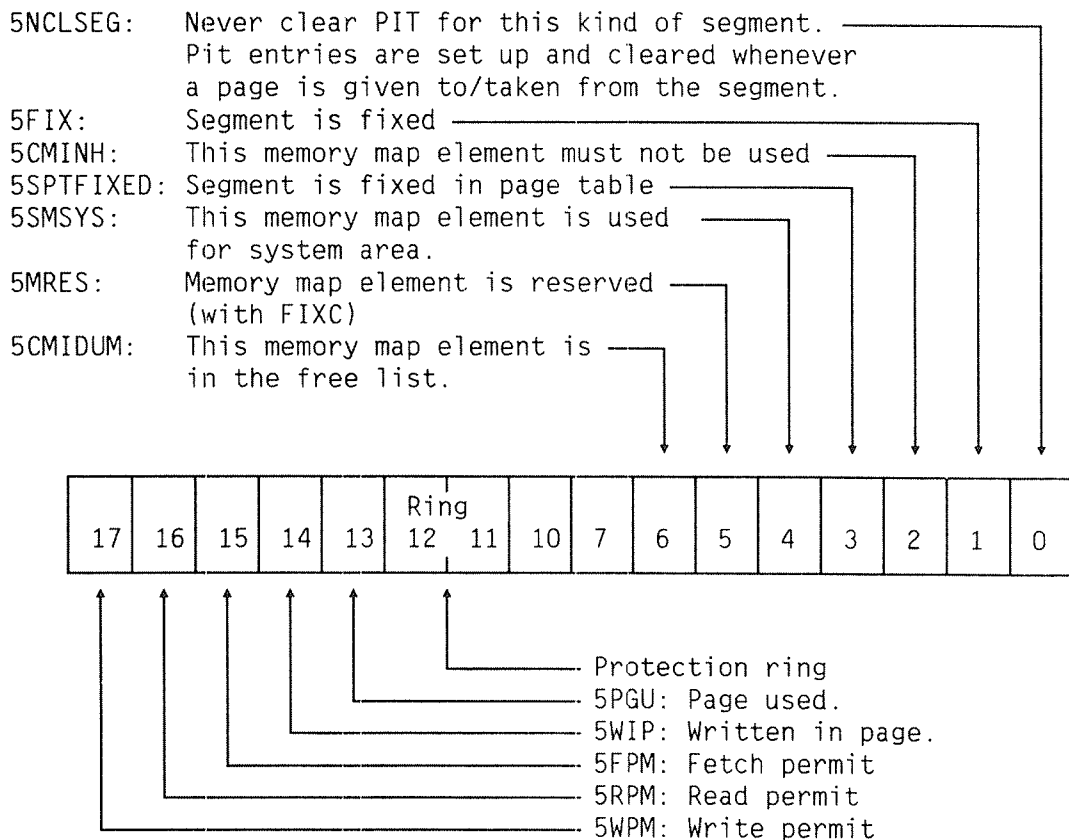 5NCLSEG: Never clear PIT for this kind of segment.
Pit entries are set up and cleared whenever
a page is given to/taken from the segment.
5FIX: Segment is fixed
5CMINH: This memory map element must not be used
5SPTFIXED: Segment is fixed in page table
5SMSYS: This memory map element is used
for system area.
5MRES: Memory map element is reserved
(with FIXC)
5CMIDUM: This memory map element is
in the free list.
Ring
17 16 15 14 13 12 11 10 7 6 5 4 3 2 1 0
Protection ring
5PGU: Page used.
5WIP: Written in page.
5FPM: Fetch permit
5RPM: Read permit
5WPM: Write permit